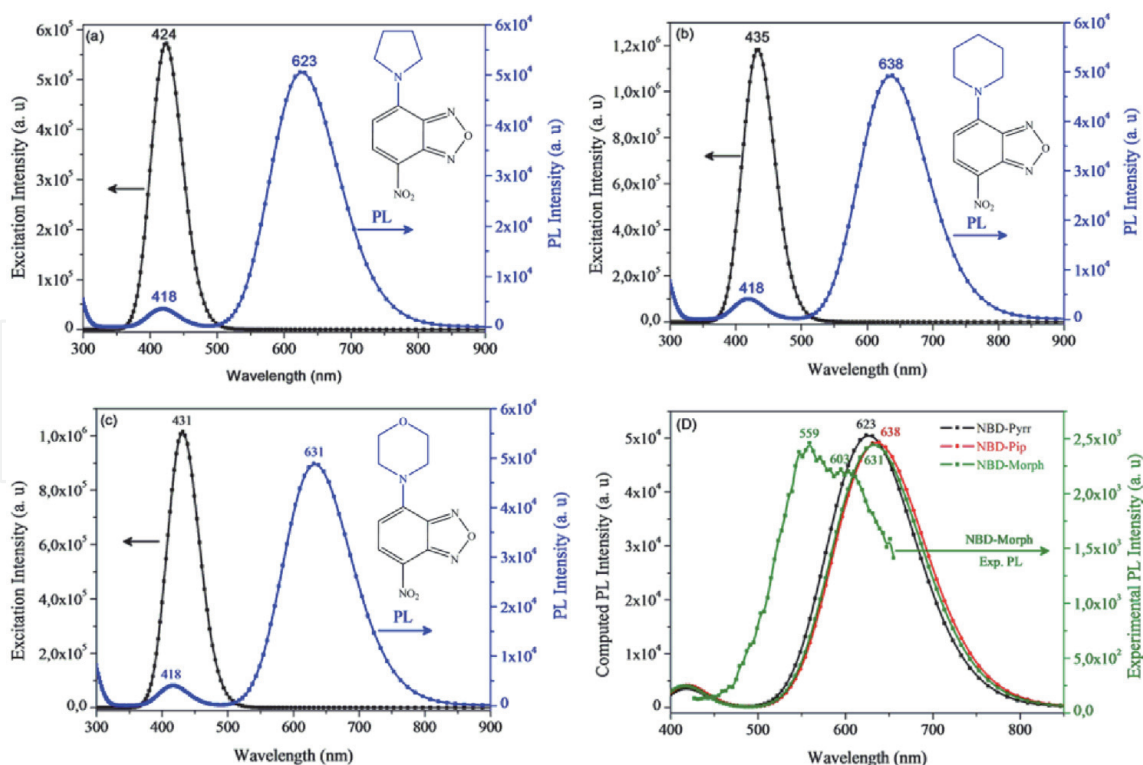 (a)
424
623
418
PL
N
N
O
N
NO₂
6x10⁵
5x10⁵
4x10⁵
3x10⁵
2x10⁵
1x10⁵
0
Excitation Intensity (a. u)
6x10⁴
5x10⁴
4x10⁴
3x10⁴
2x10⁴
1x10⁴
0
PL Intensity (a. u)
300 400 500 600 700 800 900
Wavelength (nm)
(b)
435
638
418
PL
N
N
O
N
NO₂
1,2x10⁶
1,0x10⁶
8,0x10⁵
6,0x10⁵
4,0x10⁵
2,0x10⁵
0,0
Excitation Intensity (a. u)
6x10⁴
5x10⁴
4x10⁴
3x10⁴
2x10⁴
1x10⁴
0
PL Intensity (a. u)
300 400 500 600 700 800 900
Wavelength (nm)
(c)
431
631
418
PL
O
N
N
O
N
NO₂
1,0x10⁶
8,0x10⁵
6,0x10⁵
4,0x10⁵
2,0x10⁵
0,0
Excitation Intensity (a. u)
6x10⁴
5x10⁴
4x10⁴
3x10⁴
2x10⁴
1x10⁴
0
PL Intensity (a. u)
300 400 500 600 700 800 900
Wavelength (nm)
(D)
559
603
623
631
638
NBD-Pyrr
NBD-Pip
NBD-Morph
NBD-Morph
Exp. PL
5x10⁴
4x10⁴
3x10⁴
2x10⁴
1x10⁴
0
Computed PL Intensity (a. u)
2,5x10³
2,0x10³
1,5x10³
1,0x10³
5,0x10²
0,0
Experimental PL Intensity (a. u)
400 500 600 700 800
Wavelength (nm)